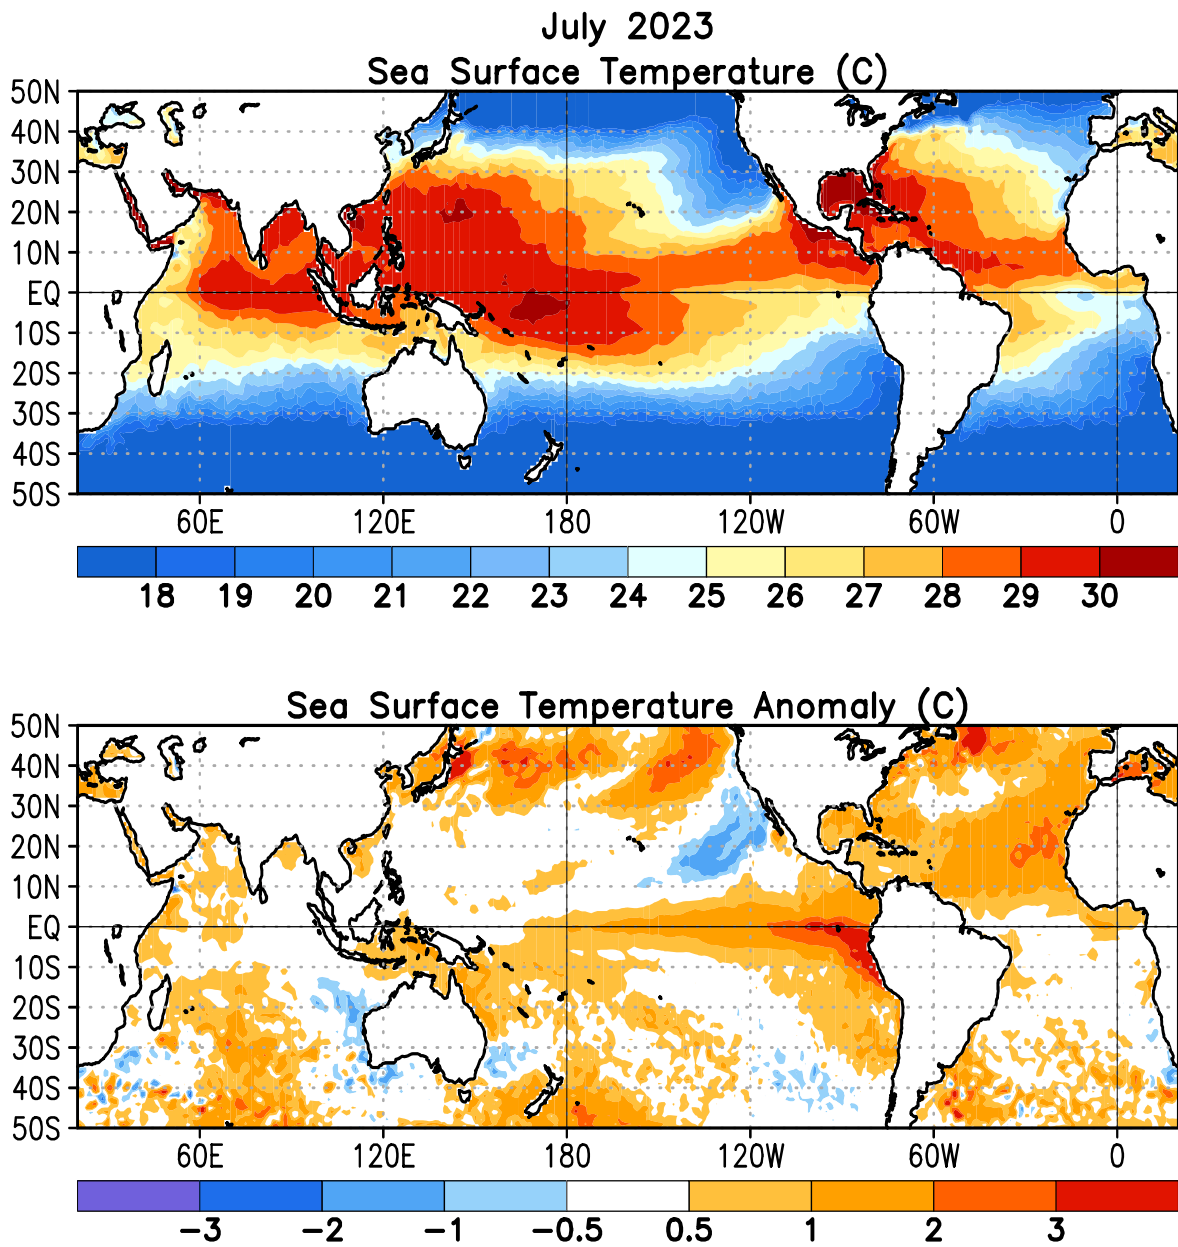 July 2023
Sea Surface Temperature (C)
50N
40N
30N
20N
10N
EQ
10S
20S
30S
40S
50S
60E 120E 180 120W 60W 0
18 19 20 21 22 23 24 25 26 27 28 29 30
Sea Surface Temperature Anomaly (C)
50N
40N
30N
20N
10N
EQ
10S
20S
30S
40S
50S
60E 120E 180 120W 60W 0
-3 -2 -1 -0.5 0.5 1 2 3